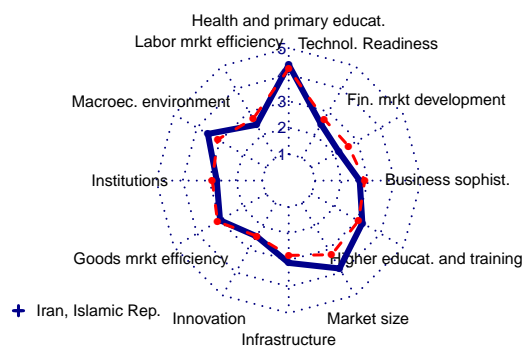 Health and primary educat.
Labor mrkt efficiency
5
Technol. Readiness
Macroec. environment
3
Fin. mrkt development
2
1
Institutions
Business sophist.
Goods mrkt efficiency
Higher educat. and training
Iran, Islamic Rep.
Innovation
Market size
Infrastructure